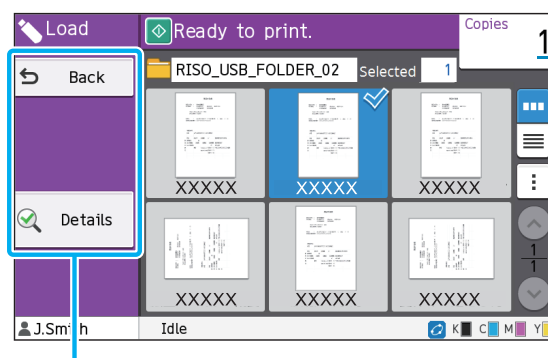 Load
Ready to print.
Copies
1
Back
RISO_USB_FOLDER_02
Selected
1
XXXXX
XXXXX
XXXXX
Details
1
1
XXXXX
XXXXX
XXXXX
J.Smith
Idle
K C M Y